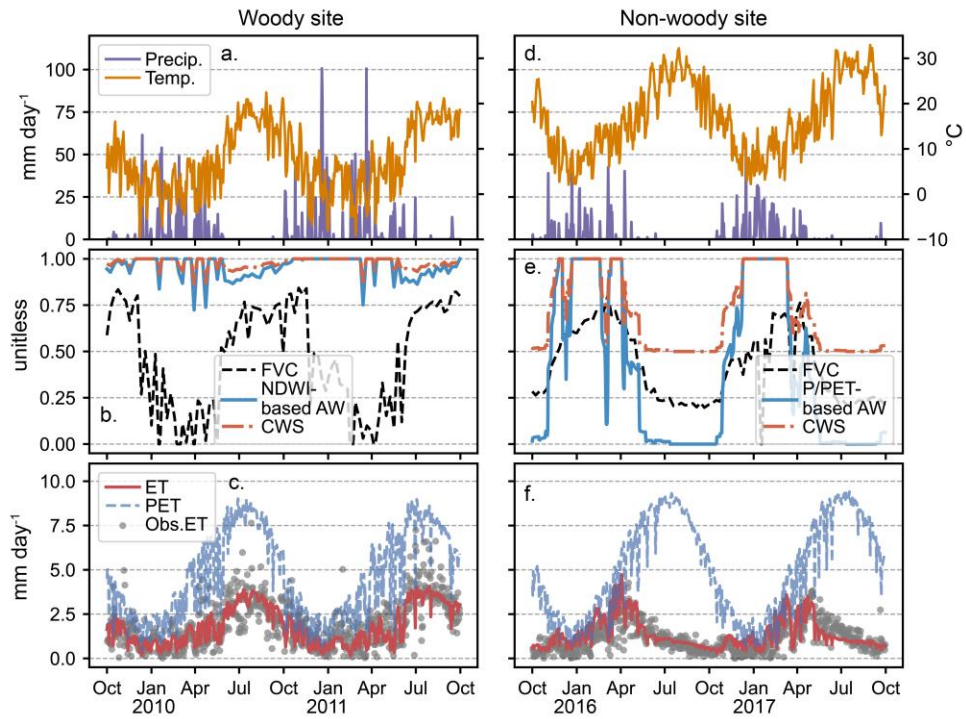 Woody site
Non-woody site
a.
Precip.
Temp.
100
75
50
25
0
mm day⁻¹
d.
30
20
10
0
−10
°C
1.00
0.75
0.50
0.25
0.00
unitless
b.
FVC
NDWI-
based AW
CWS
e.
FVC
P/PET-
based AW
CWS
ET
PET
Obs.ET
c.
10.0
7.5
5.0
2.5
0.0
mm day⁻¹
f.
Oct Jan Apr Jul Oct Jan Apr Jul Oct
2010 2011
Oct Jan Apr Jul Oct Jan Apr Jul Oct
2016 2017